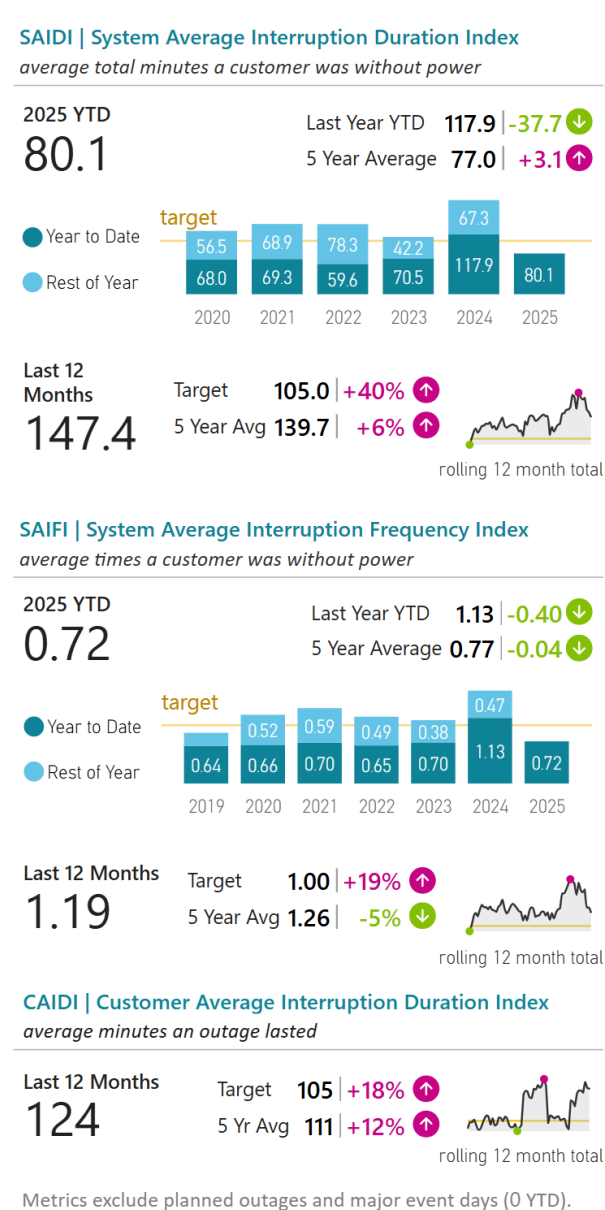 SAIDI | System Average Interruption Duration Index
average total minutes a customer was without power
2025 YTD
80.1
Last Year YTD 117.9 -37.7
5 Year Average 77.0 +3.1
target
Year to Date
Rest of Year
56.5 68.9 78.3 42.2 67.3
68.0 69.3 59.6 70.5 117.9 80.1
2020 2021 2022 2023 2024 2025
Last 12
Months
147.4
Target 105.0 +40%
5 Year Avg 139.7 +6%
rolling 12 month total
SAIFI | System Average Interruption Frequency Index
average times a customer was without power
2025 YTD
0.72
Last Year YTD 1.13 -0.40
5 Year Average 0.77 -0.04
target
Year to Date
Rest of Year
0.52 0.59 0.49 0.38 0.47
0.64 0.66 0.70 0.65 0.70 1.13 0.72
2019 2020 2021 2022 2023 2024 2025
Last 12 Months
1.19
Target 1.00 +19%
5 Year Avg 1.26 -5%
rolling 12 month total
CAIDI | Customer Average Interruption Duration Index
average minutes an outage lasted
Last 12 Months
124
Target 105 +18%
5 Yr Avg 111 +12%
rolling 12 month total
Metrics exclude planned outages and major event days (0 YTD).